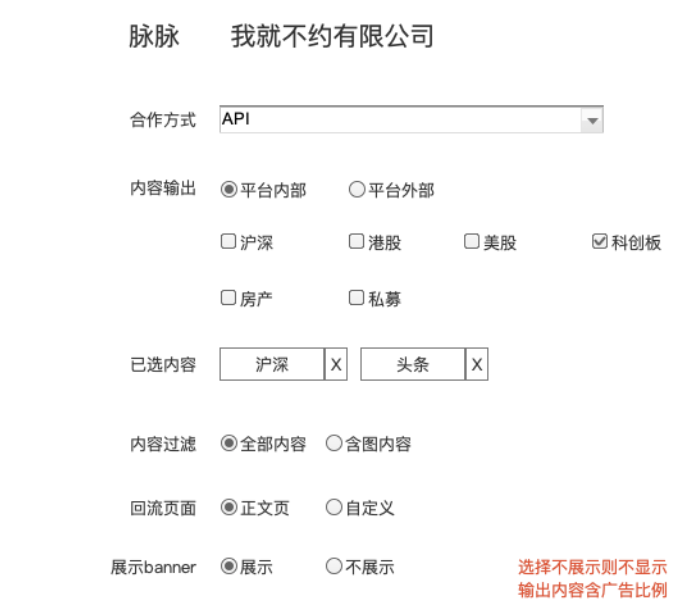 脉脉 我就不约有限公司
合作方式 API
内容输出 平台内部 平台外部
沪深 港股 美股 科创板
房产 私募
已选内容 沪深 X 头条 X
内容过滤 全部内容 含图内容
回流页面 正文页 自定义
展示banner 展示 不展示 选择不展示则不显示
输出内容含广告比例